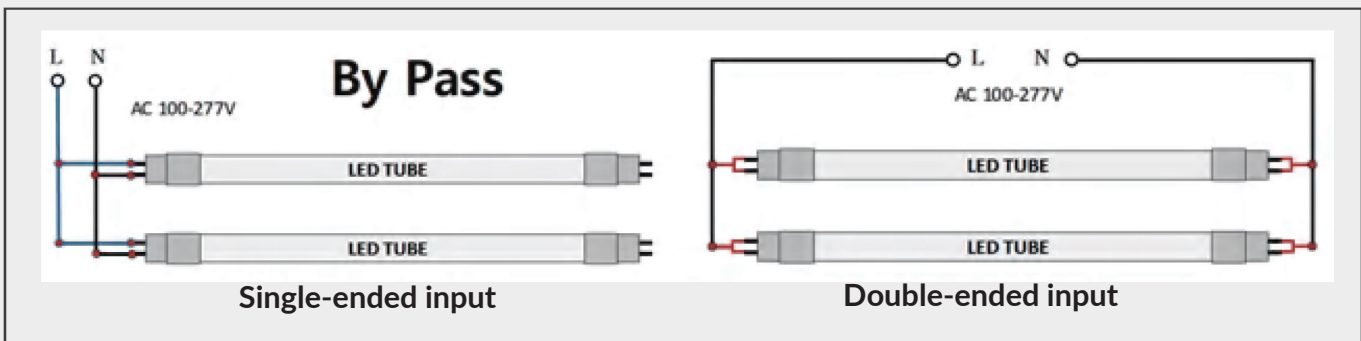 L N
By Pass
AC 100-277V
LED TUBE
LED TUBE
Single-ended input
L N
AC 100-277V
LED TUBE
LED TUBE
Double-ended input